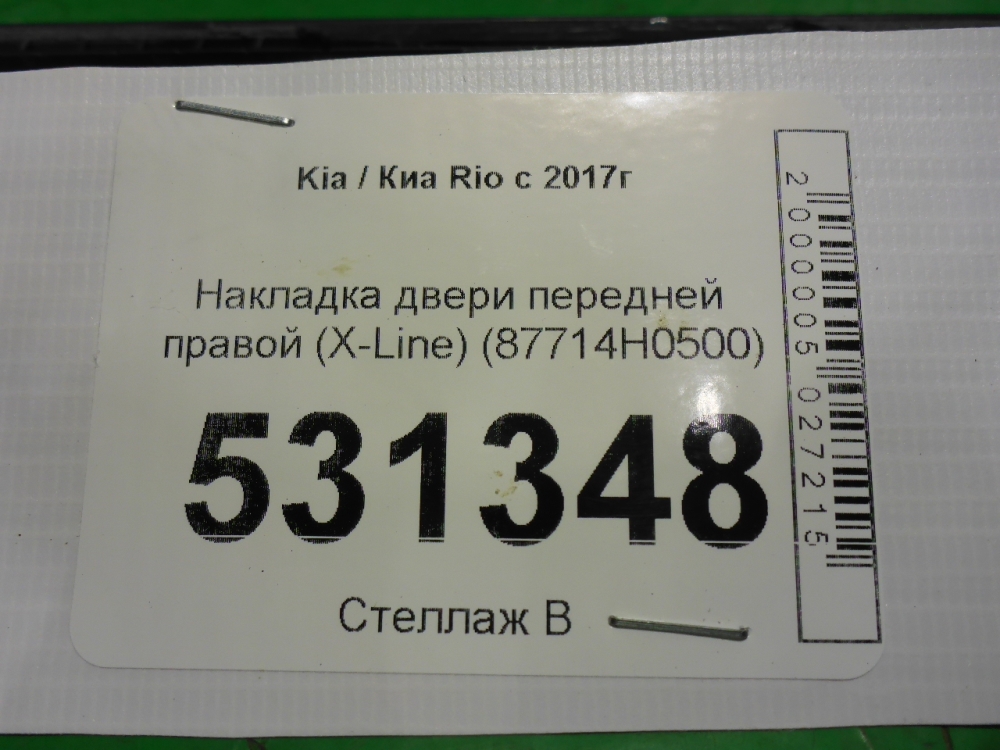 Kia / Киа Rio с 2017г
Накладка двери передней
правой (X-Line) (87714H0500)
531348
Стеллаж В
2000005027215